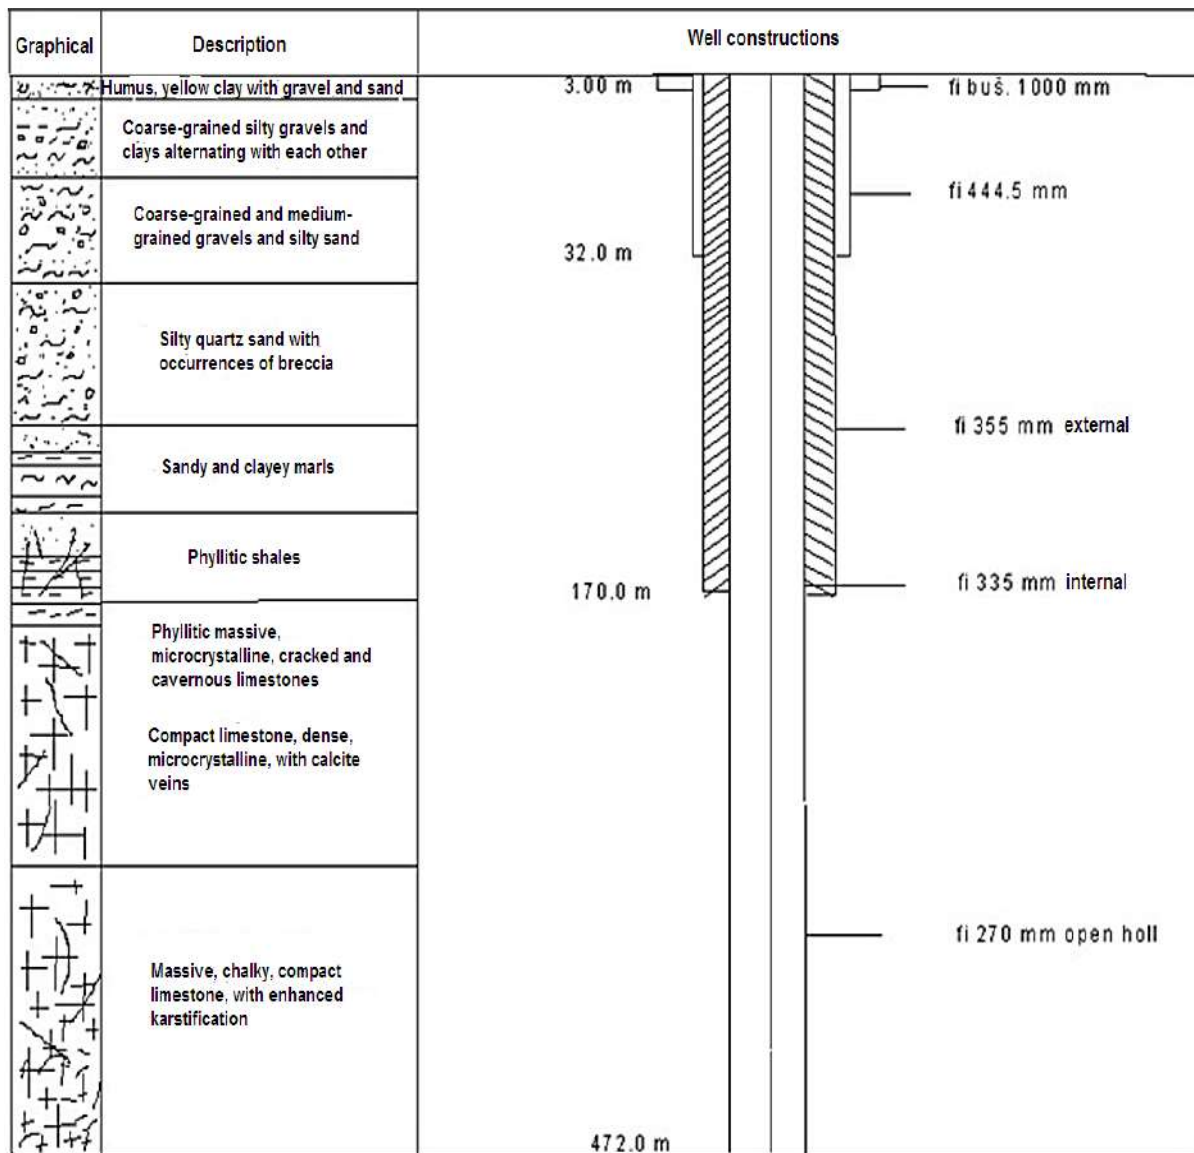 Graphical
Description
Well constructions
Humus, yellow clay with gravel and sand
3.00 m
fi buš. 1000 mm
Coarse-grained silty gravels and
clays alternating with each other
fi 444.5 mm
Coarse-grained and medium-
grained gravels and silty sand
32.0 m
Silty quartz sand with
occurrences of breccia
fi 355 mm external
Sandy and clayey marls
Phyllitic shales
170.0 m
fi 335 mm internal
Phyllitic massive,
microcrystalline, cracked and
cavernous limestones
Compact limestone, dense,
microcrystalline, with calcite
veins
fi 270 mm open holl
Massive, chalky, compact
limestone, with enhanced
karstification
472.0 m